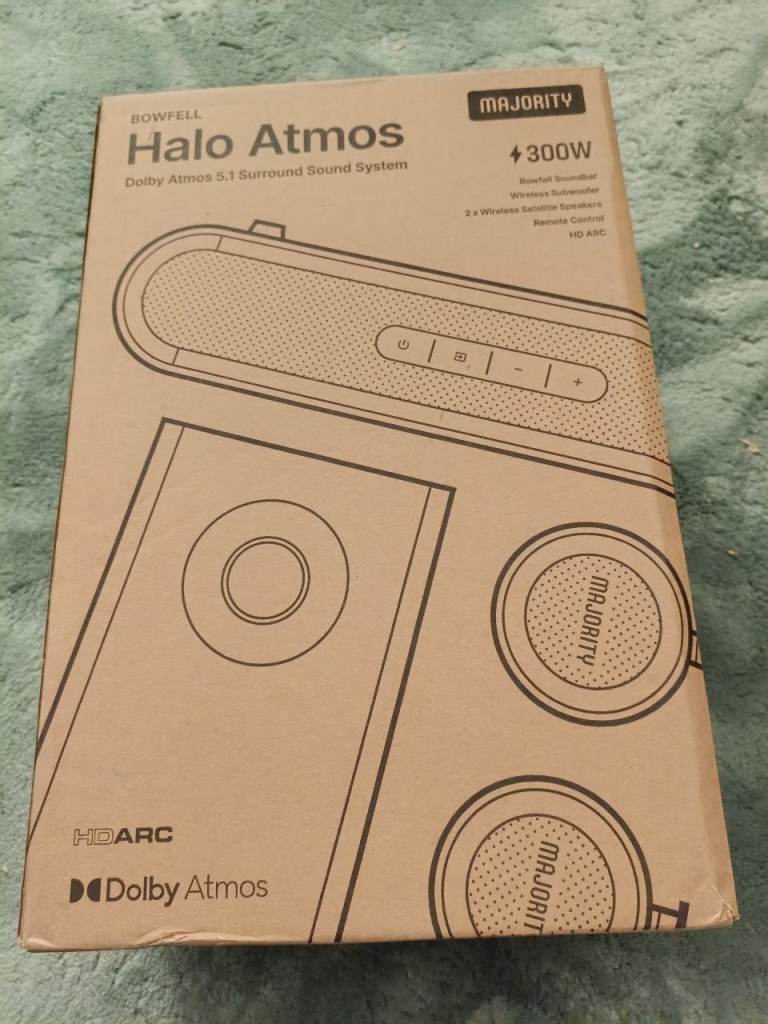 BOWFELL
Halo Atmos
Dolby Atmos 5.1 Surround Sound System
MAJORITY
300W
Bowfell Soundbar
Wireless Subwoofer
2 x Wireless Satellite Speakers
Remote Control
HD ARC
MAJORITY
MAJORIT
HDARC
Dolby Atmos